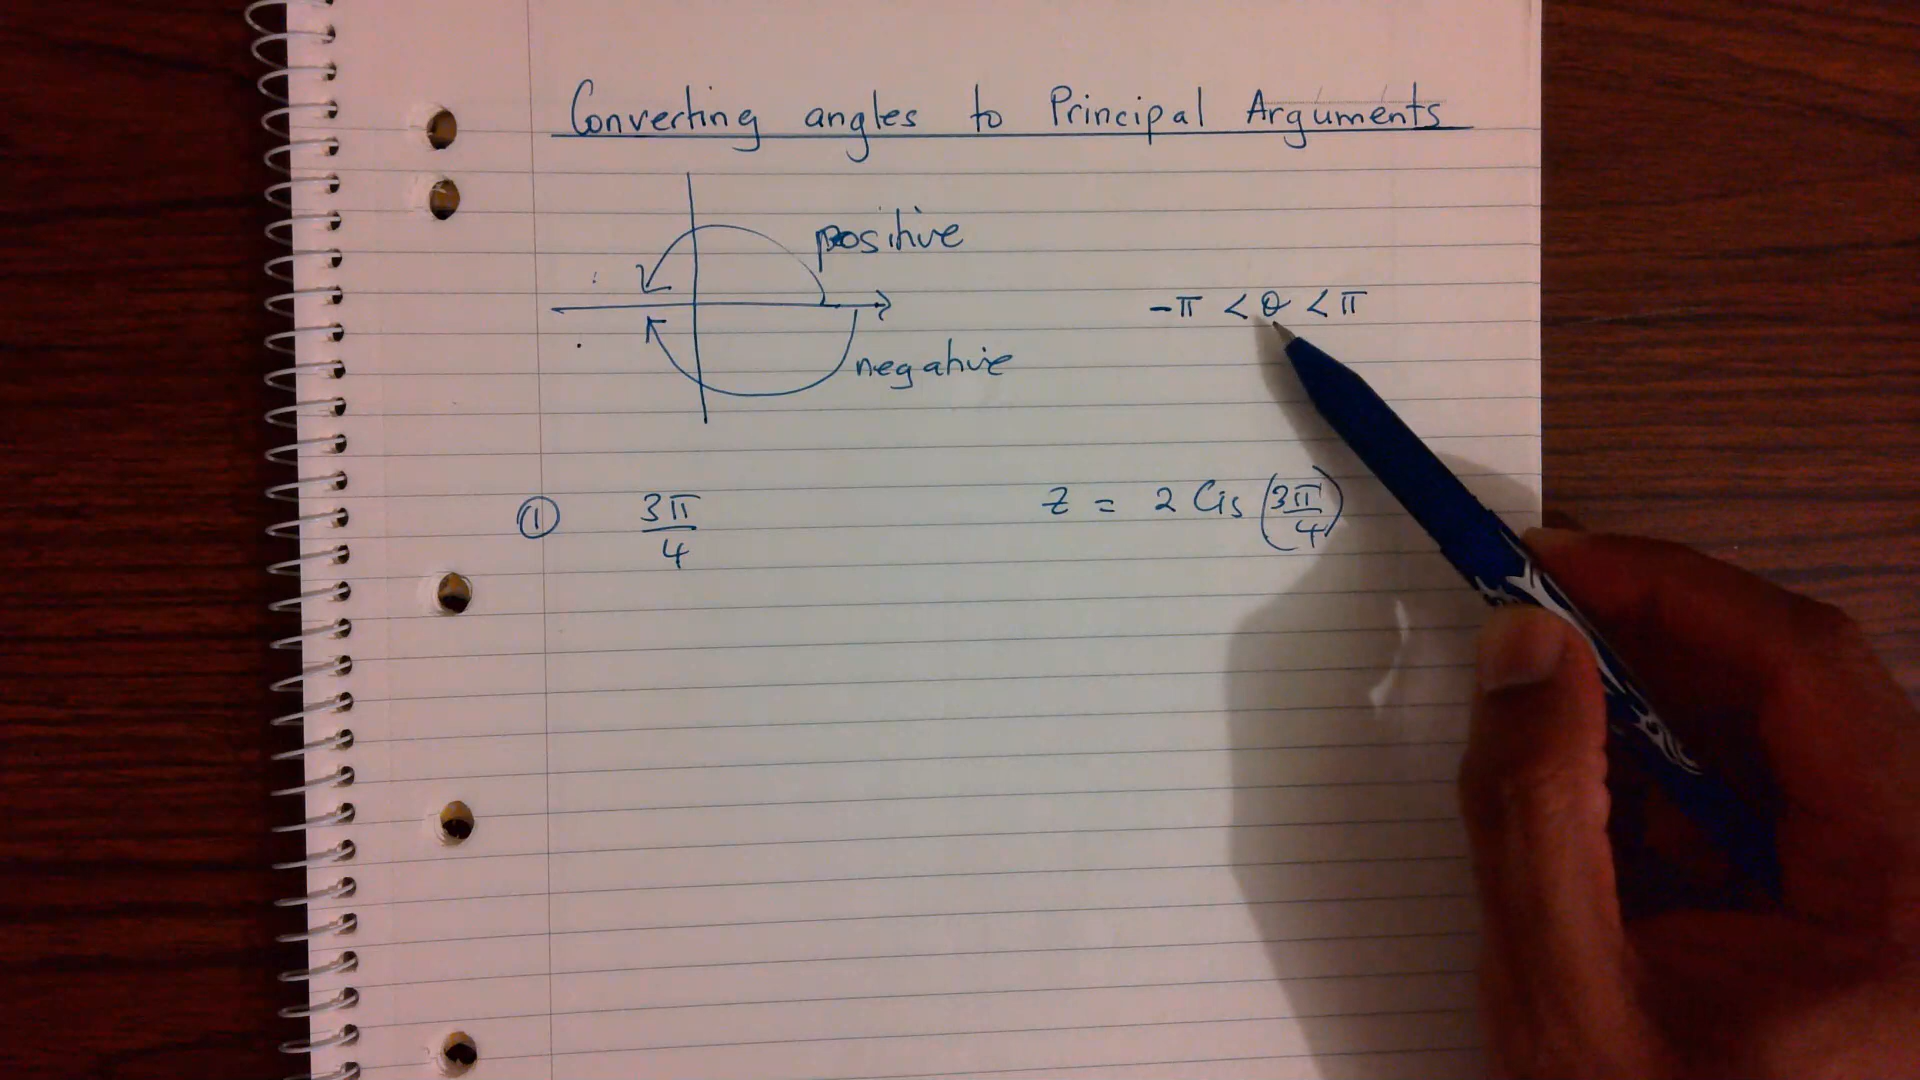 Converting angles to Principal Arguments
positive
-π < θ < π
negative
① 3π/4 z = 2 Cis (3π/4)